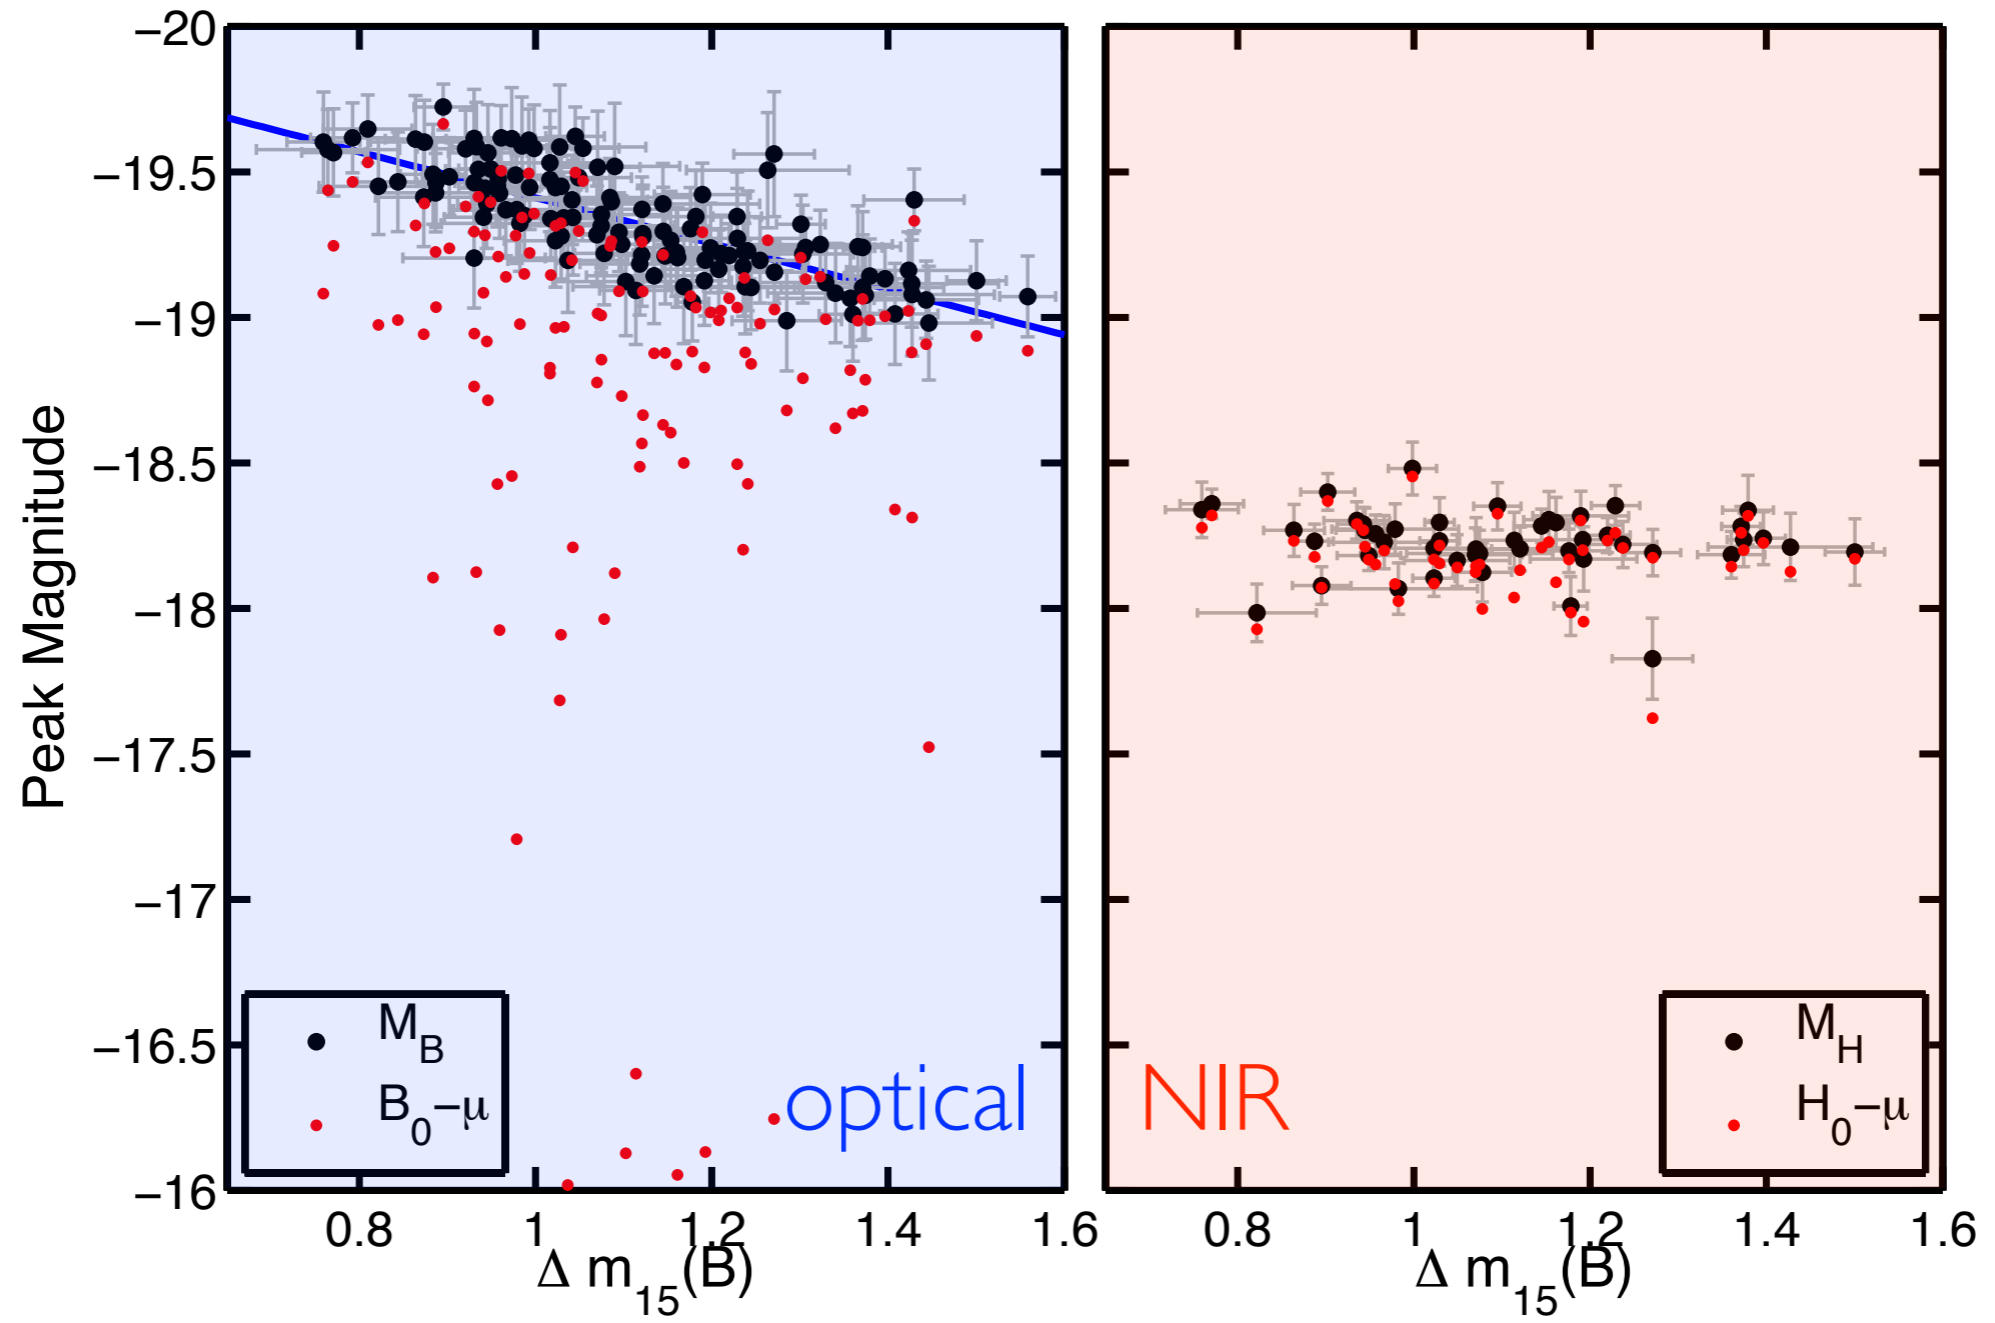 Peak Magnitude
−20
−19.5
−19
−18.5
−18
−17.5
−17
−16.5
−16
M_B
B_0−μ
optical
0.8 1 1.2 1.4 1.6
Δ m_15(B)
NIR
M_H
H_0−μ
0.8 1 1.2 1.4 1.6
Δ m_15(B)